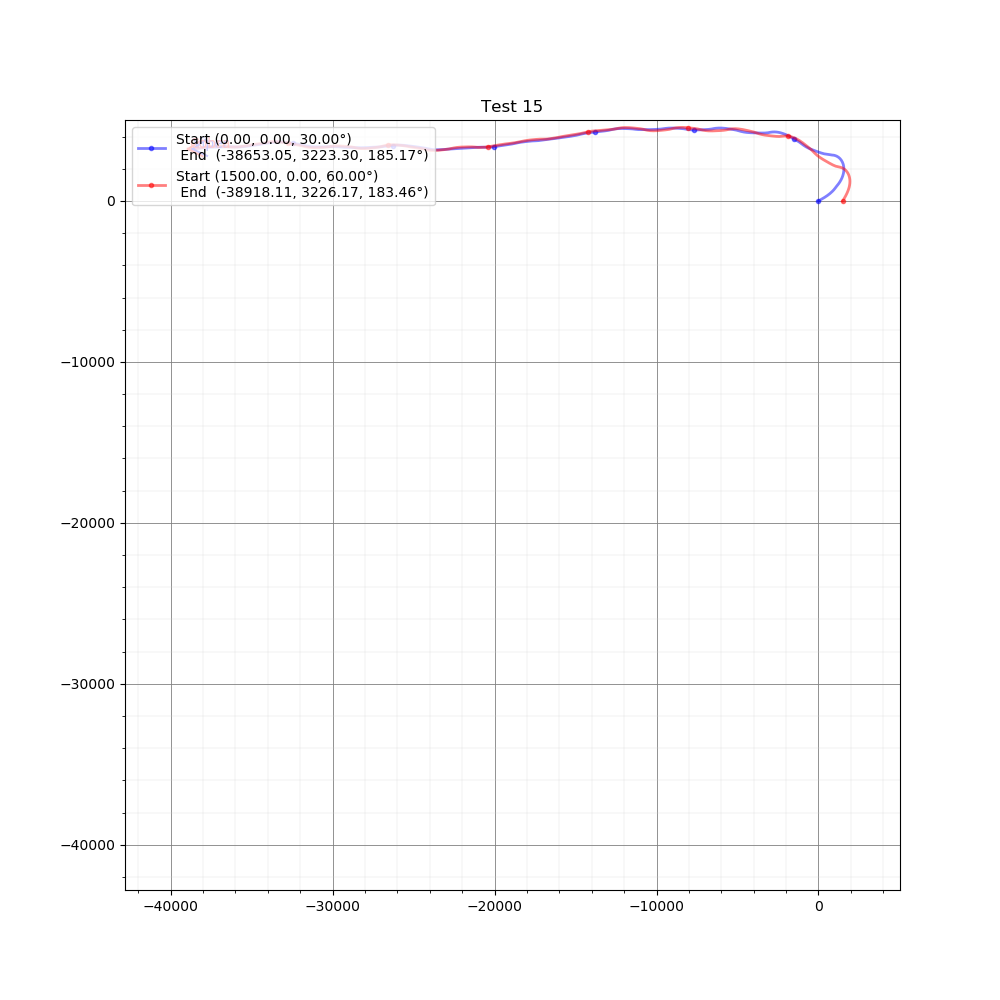 Test 15
Start (0.00, 0.00, 30.00°)
End (-38653.05, 3223.30, 185.17°)
Start (1500.00, 0.00, 60.00°)
End (-38918.11, 3226.17, 183.46°)
0
−10000
−20000
−30000
−40000
−40000
−30000
−20000
−10000
0